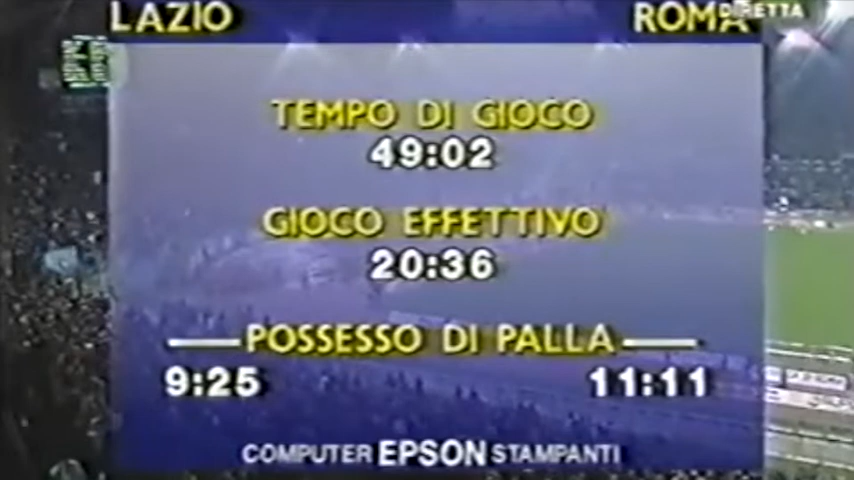 LAZIO ROMA
DIRETTA
TEMPO DI GIOCO
49:02
GIOCO EFFETTIVO
20:36
POSSESSO DI PALLA
9:25 11:11
COMPUTER EPSON STAMPANTI